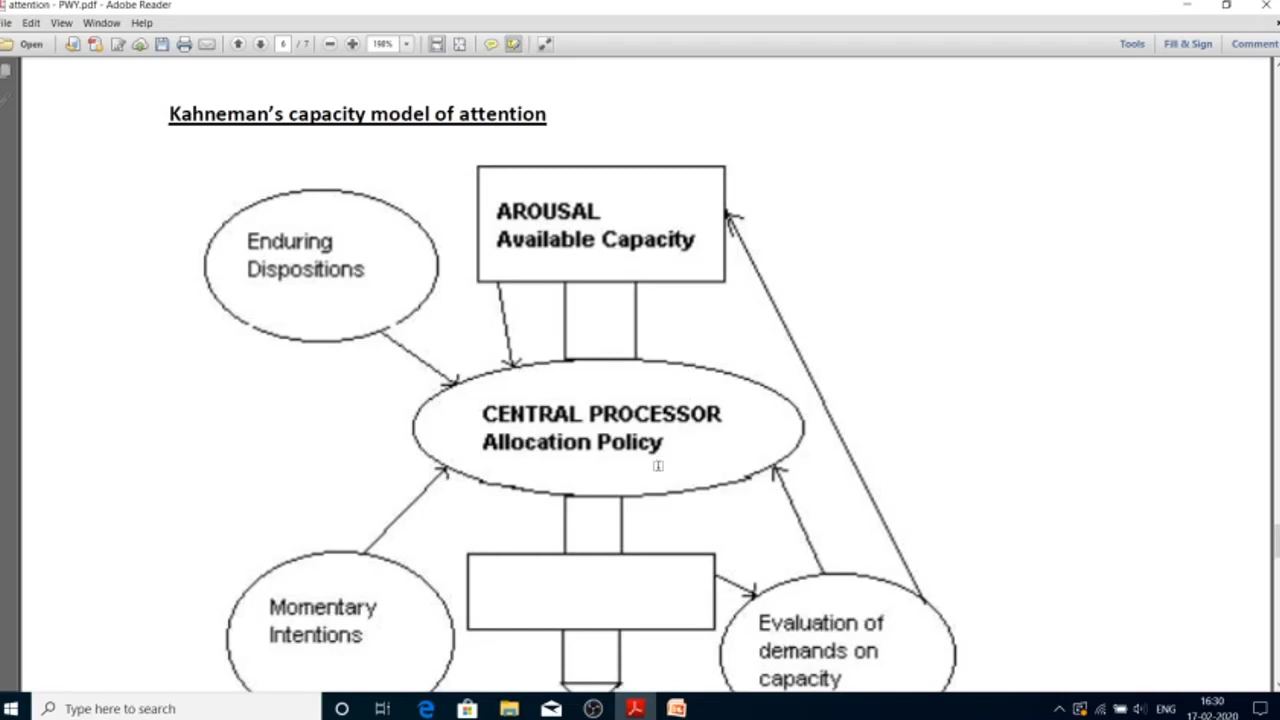 attention - PWY.pdf - Adobe Reader
File Edit View Window Help
Open
6 / 7
198%
Tools
Fill & Sign
Comment
Kahneman’s capacity model of attention
AROUSAL
Available Capacity
Enduring
Dispositions
CENTRAL PROCESSOR
Allocation Policy
Momentary
Intentions
Evaluation of
demands on
capacity
Type here to search
ENG
16:30
17-02-2020